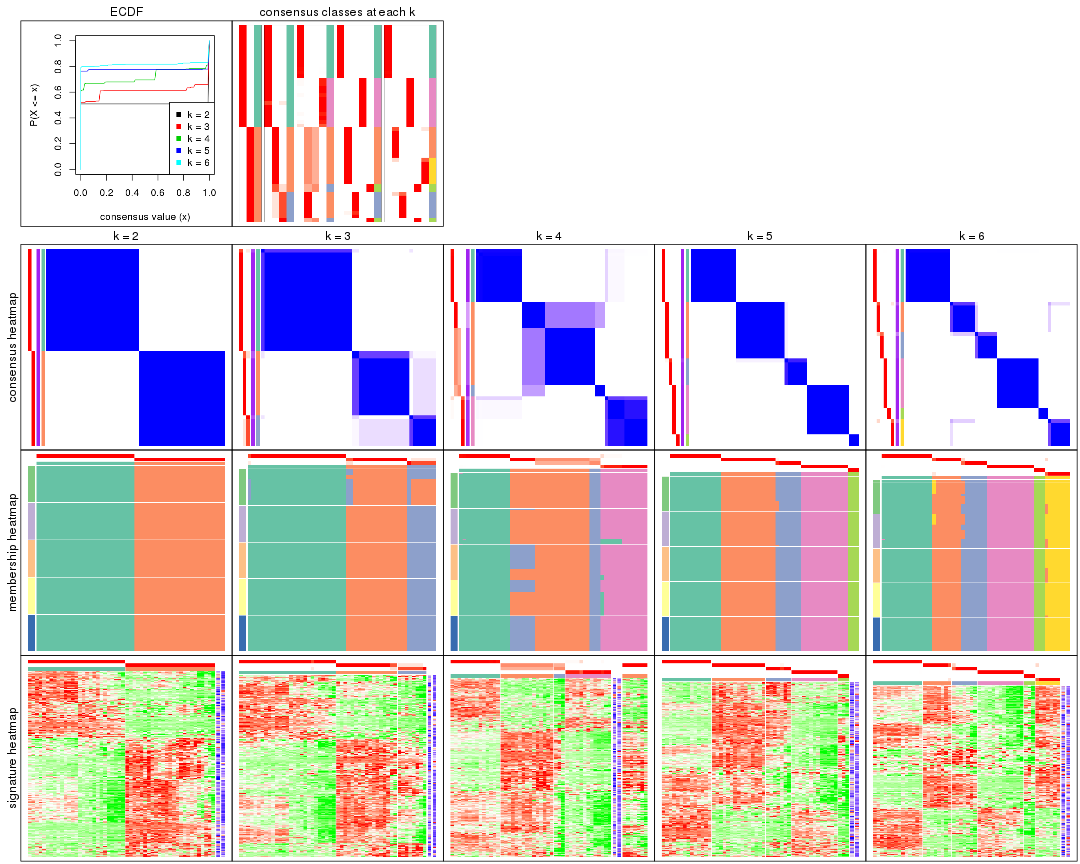 ECDF
consensus classes at each k
P(X <= x)
1.0
0.8
0.6
0.4
0.2
0.0
k = 2
k = 3
k = 4
k = 5
k = 6
0.0 0.2 0.4 0.6 0.8 1.0
consensus value (x)
k = 2
k = 3
k = 4
k = 5
k = 6
consensus heatmap
membership heatmap
signature heatmap